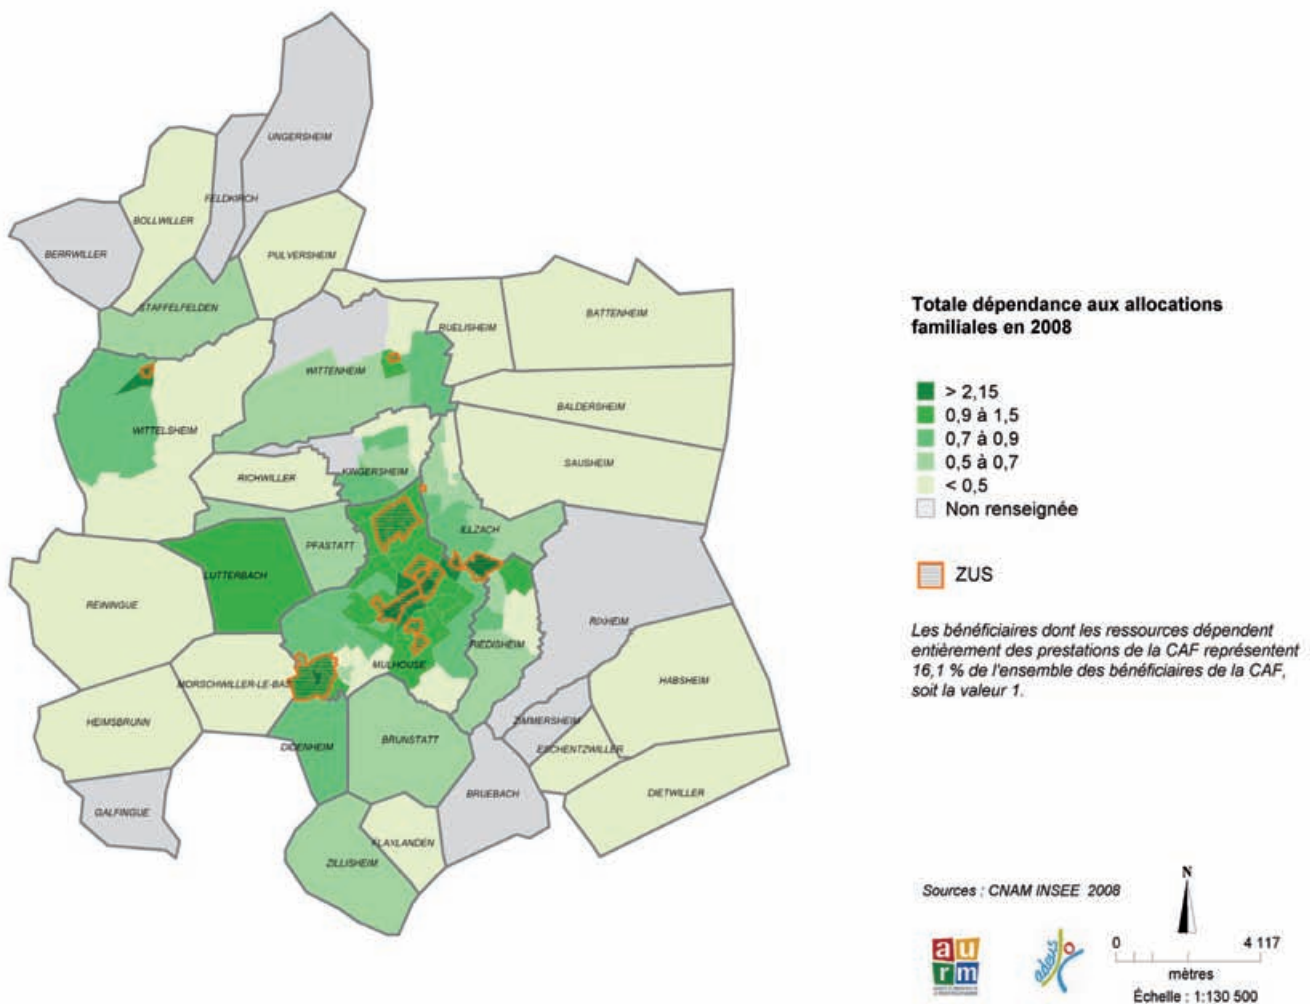 UNGERSHEIM
FELDKIRCH
BOLLWILLER
BERRWILLER
PULVERSHEIM
STAFFELFELDEN
RUELISHEIM
BATTENHEIM
WITTENHEIM
BALDERSHEIM
WITTELSHEIM
SAUSHEIM
KINGERSHEIM
RICHWILLER
ILLZACH
PFASTATT
LUTTERBACH
REININGUE
RIXHEIM
RIEDISHEIM
MULHOUSE
MORSCHWILLER-LE-BAS
HABSHEIM
HEIMSBRUNN
ZIMMERSHEIM
DIDENHEIM
BRUNSTATT
ESCHENTZWILLER
BRUEBACH
DIETWILLER
GALFINGUE
FLAXLANDEN
ZILLISHEIM
Totale dépendance aux allocations
familiales en 2008
> 2,15
0,9 à 1,5
0,7 à 0,9
0,5 à 0,7
< 0,5
Non renseignée
ZUS
Les bénéficiaires dont les ressources dépendent
entièrement des prestations de la CAF représentent
16,1 % de l'ensemble des bénéficiaires de la CAF,
soit la valeur 1.
Sources : CNAM INSEE 2008
N
au
rm
adeus
0 4 117
mètres
Échelle : 1:130 500